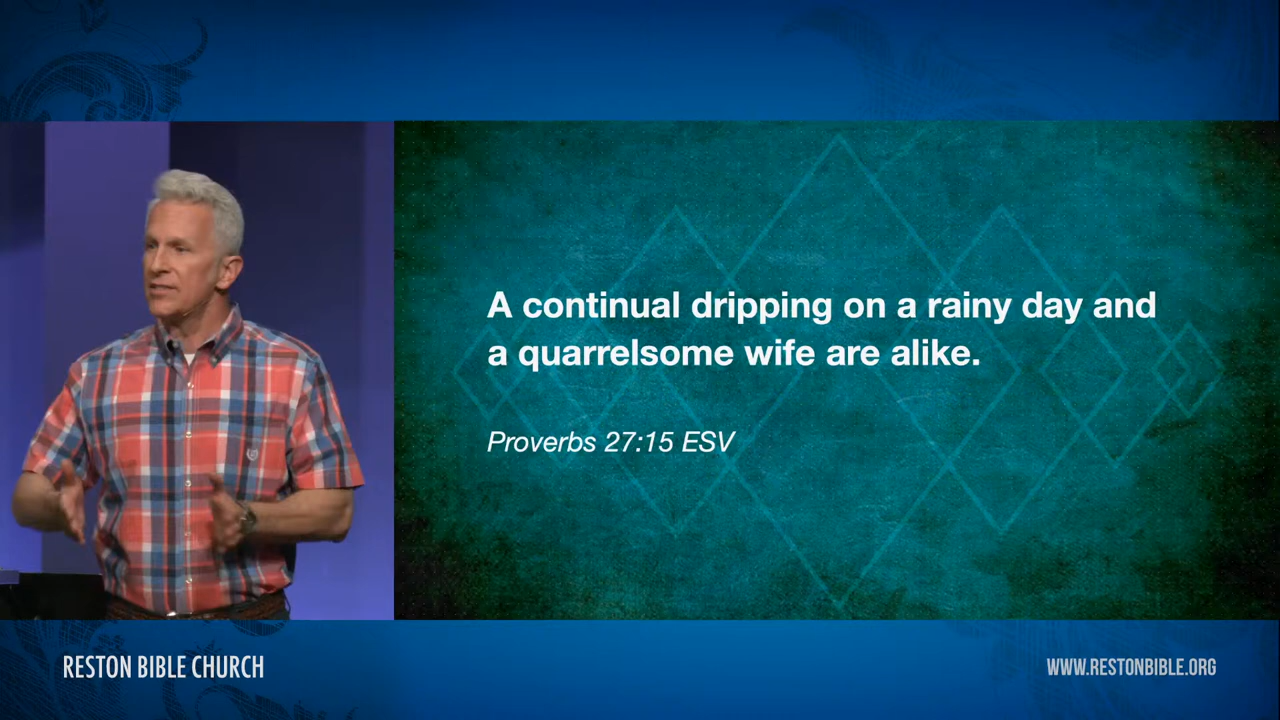 A continual dripping on a rainy day and
a quarrelsome wife are alike.
Proverbs 27:15 ESV
RESTON BIBLE CHURCH
WWW.RESTONBIBLE.ORG